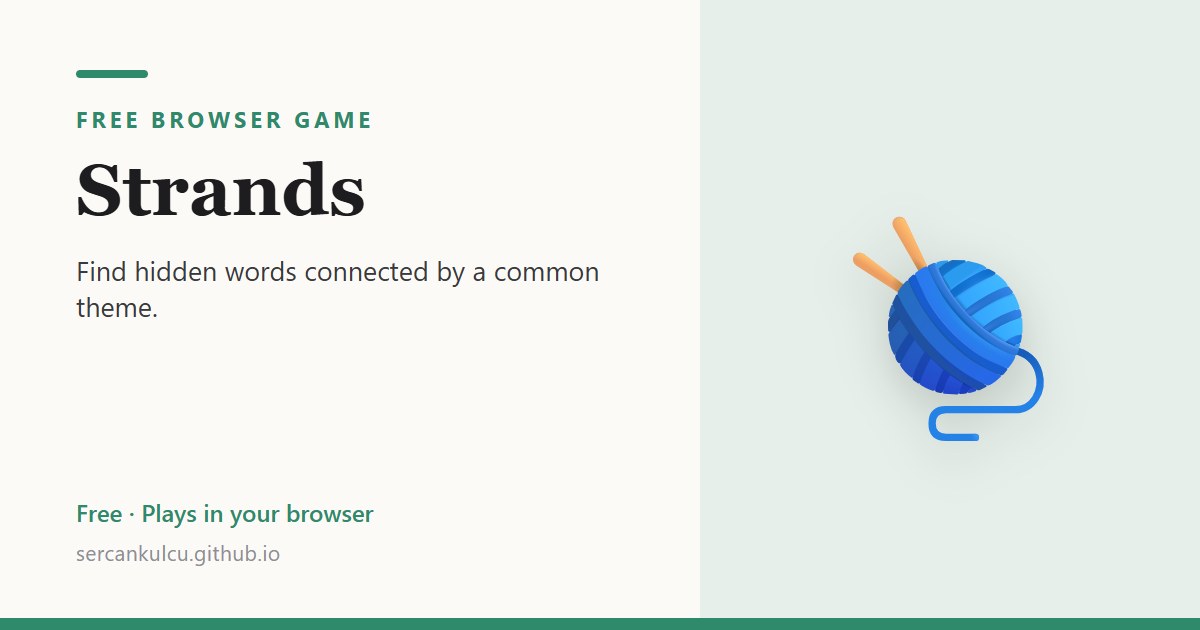 FREE BROWSER GAME
Strands
Find hidden words connected by a common
theme.
Free · Plays in your browser
sercankulcu.github.io